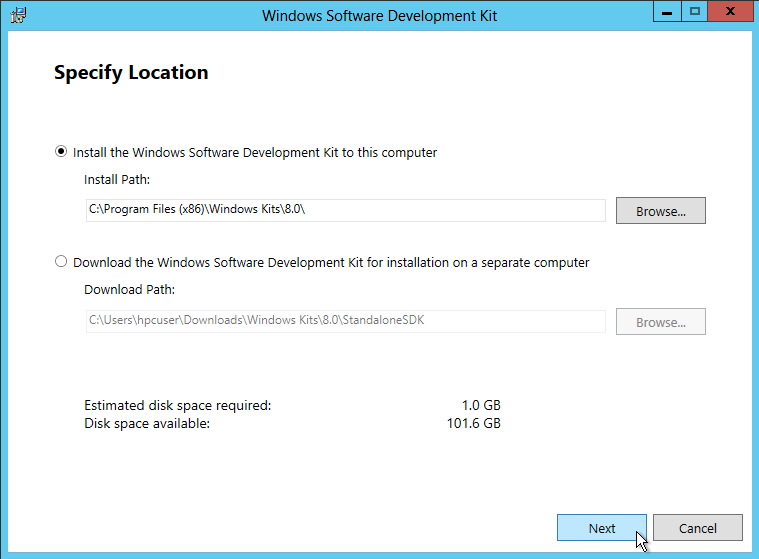 Windows Software Development Kit
Specify Location
Install the Windows Software Development Kit to this computer
Install Path:
C:\Program Files (x86)\Windows Kits\8.0\
Browse...
Download the Windows Software Development Kit for installation on a separate computer
Download Path:
C:\Users\hpcuser\Downloads\Windows Kits\8.0\StandaloneSDK
Browse...
Estimated disk space required: 1.0 GB
Disk space available: 101.6 GB
Next Cancel